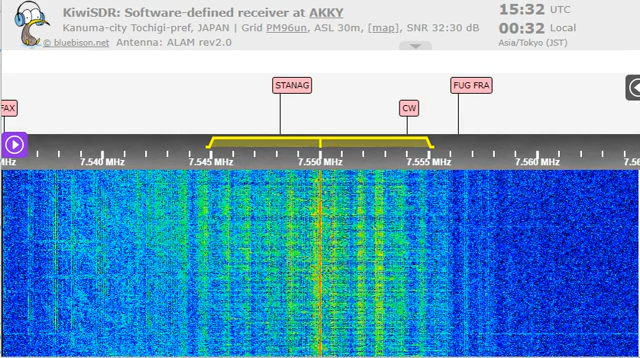 KiwiSDR: Software-defined receiver at AKKY
Kanuma-city Tochigi-pref, JAPAN | Grid PM96un, ASL 30m, [map], SNR 32:30 dB
© bluebison.net Antenna: ALAM rev2.0
15:32 UTC
00:32 Local
Asia/Tokyo (JST)
STANAG
FUG FRA
FAX
CW
MHz
7.540 MHz
7.545 MHz
7.550 MHz
7.555 MHz
7.560 MHz
7.56